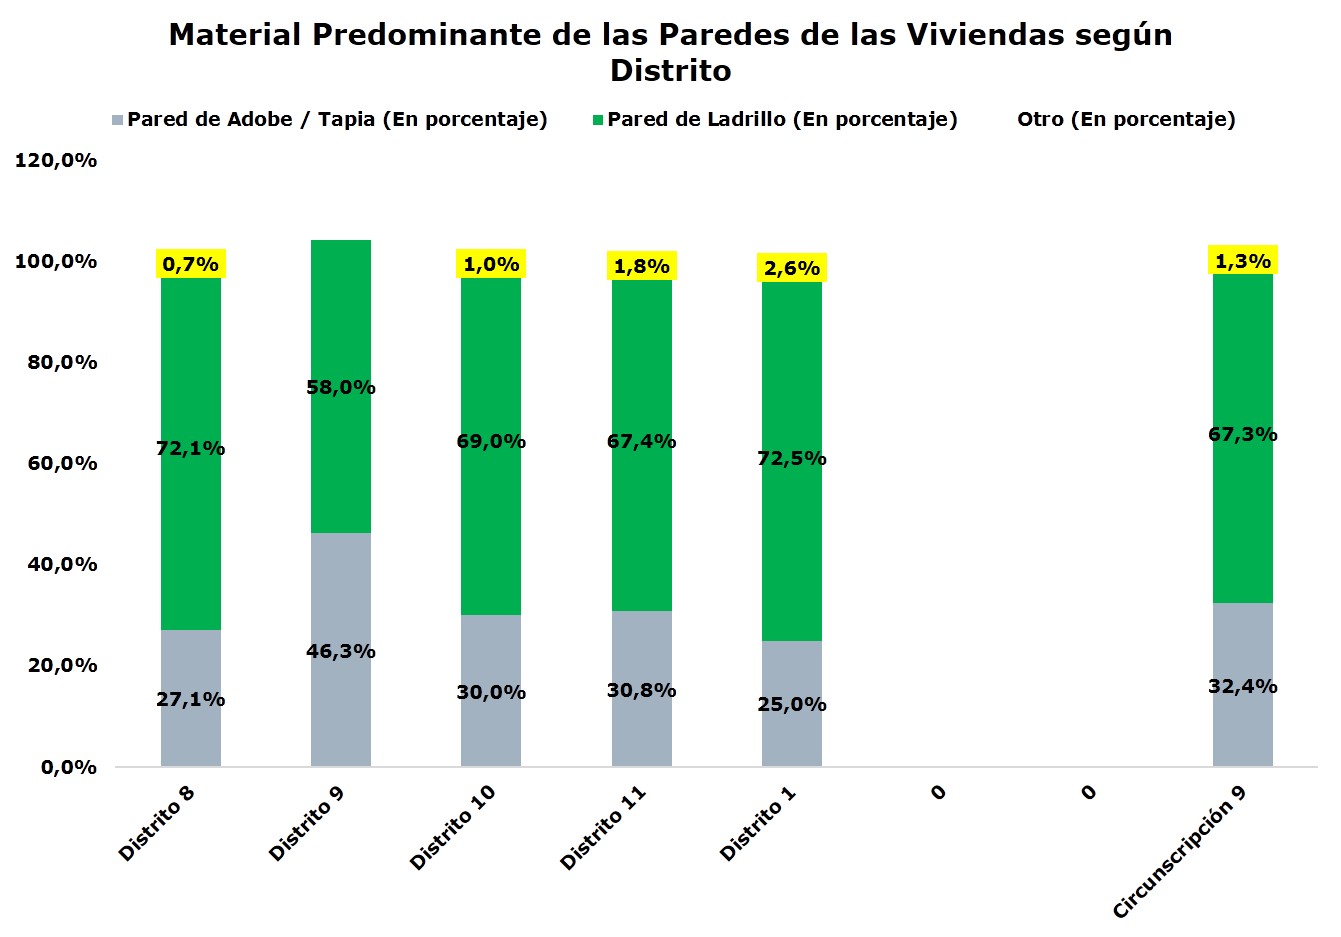 Material Predominante de las Paredes de las Viviendas según
Distrito
Pared de Adobe / Tapia (En porcentaje)
Pared de Ladrillo (En porcentaje)
Otro (En porcentaje)
120,0%
100,0%
80,0%
60,0%
40,0%
20,0%
0,0%
0,7%
1,0%
1,8%
2,6%
1,3%
72,1%
58,0%
69,0%
67,4%
72,5%
67,3%
27,1%
46,3%
30,0%
30,8%
25,0%
32,4%
Distrito 8
Distrito 9
Distrito 10
Distrito 11
Distrito 1
0
0
Circunscripción 9